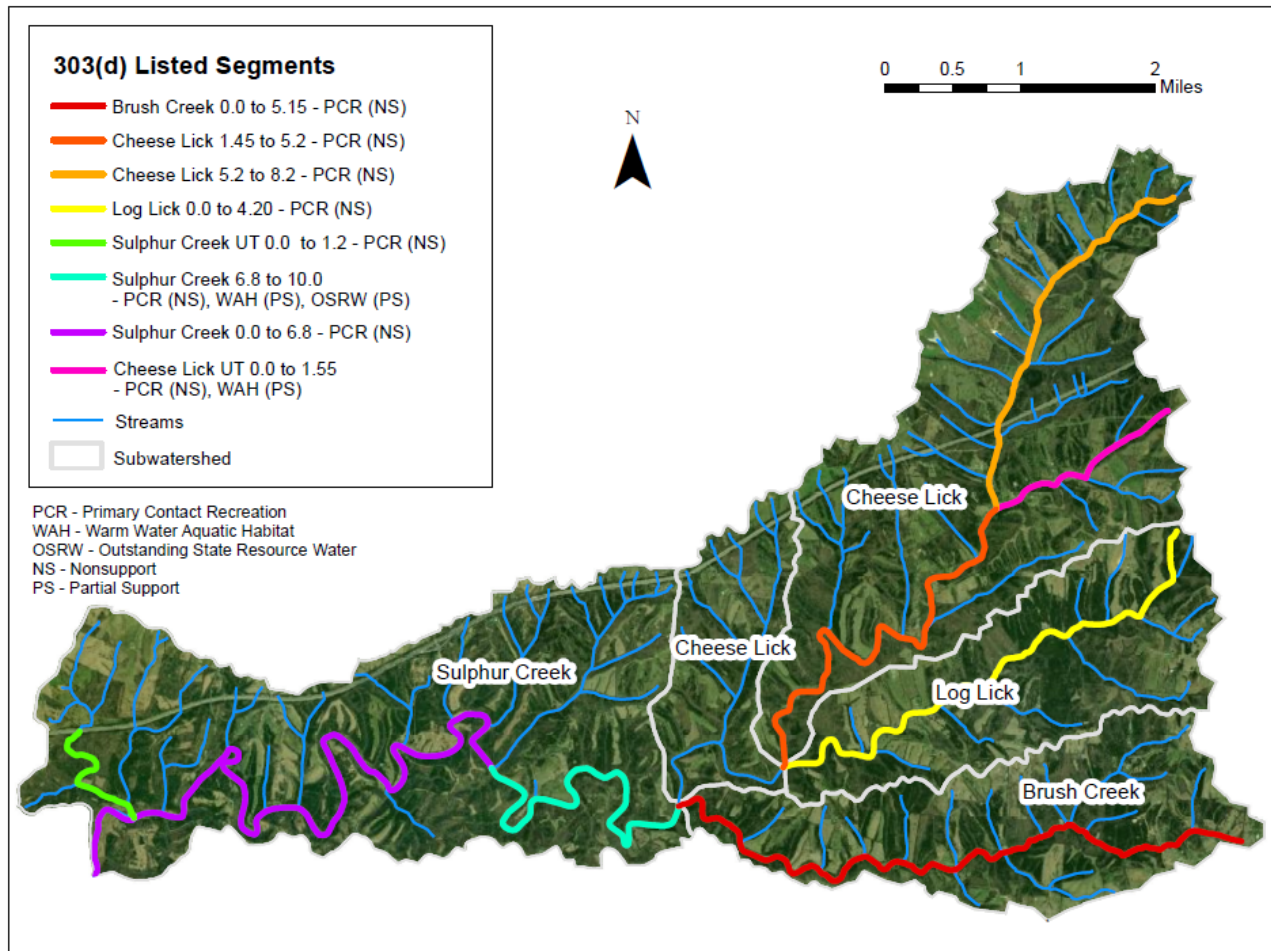 303(d) Listed Segments
Brush Creek 0.0 to 5.15 - PCR (NS)
Cheese Lick 1.45 to 5.2 - PCR (NS)
Cheese Lick 5.2 to 8.2 - PCR (NS)
Log Lick 0.0 to 4.20 - PCR (NS)
Sulphur Creek UT 0.0 to 1.2 - PCR (NS)
Sulphur Creek 6.8 to 10.0
- PCR (NS), WAH (PS), OSRW (PS)
Sulphur Creek 0.0 to 6.8 - PCR (NS)
Cheese Lick UT 0.0 to 1.55
- PCR (NS), WAH (PS)
Streams
Subwatershed
PCR - Primary Contact Recreation
WAH - Warm Water Aquatic Habitat
OSRW - Outstanding State Resource Water
NS - Nonsupport
PS - Partial Support
0 0.5 1 2
Miles
N
Cheese Lick
Cheese Lick
Sulphur Creek
Log Lick
Brush Creek